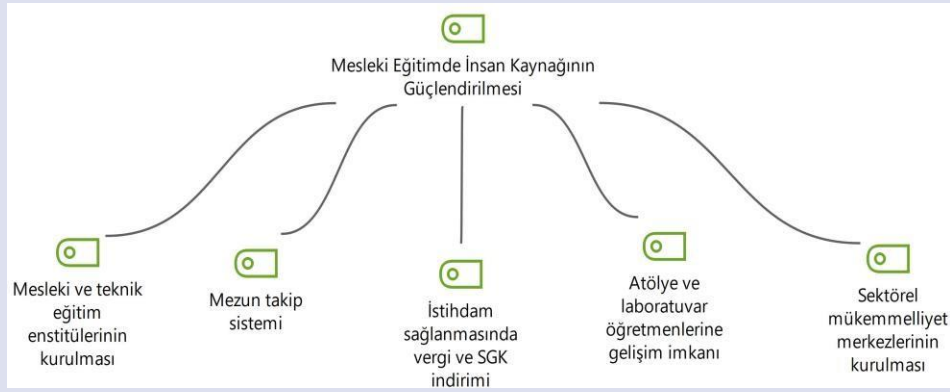 Mesleki Eğitimde İnsan Kaynağının
Güçlendirilmesi
Mesleki ve teknik
eğitim
enstitülerinin
kurulması
Mezun takip
sistemi
İstihdam
sağlanmasında
vergi ve SGK
indirimi
Atölye ve
laboratuvar
öğretmenlerine
gelişim imkanı
Sektörel
mükemmelliyet
merkezlerinin
kurulması